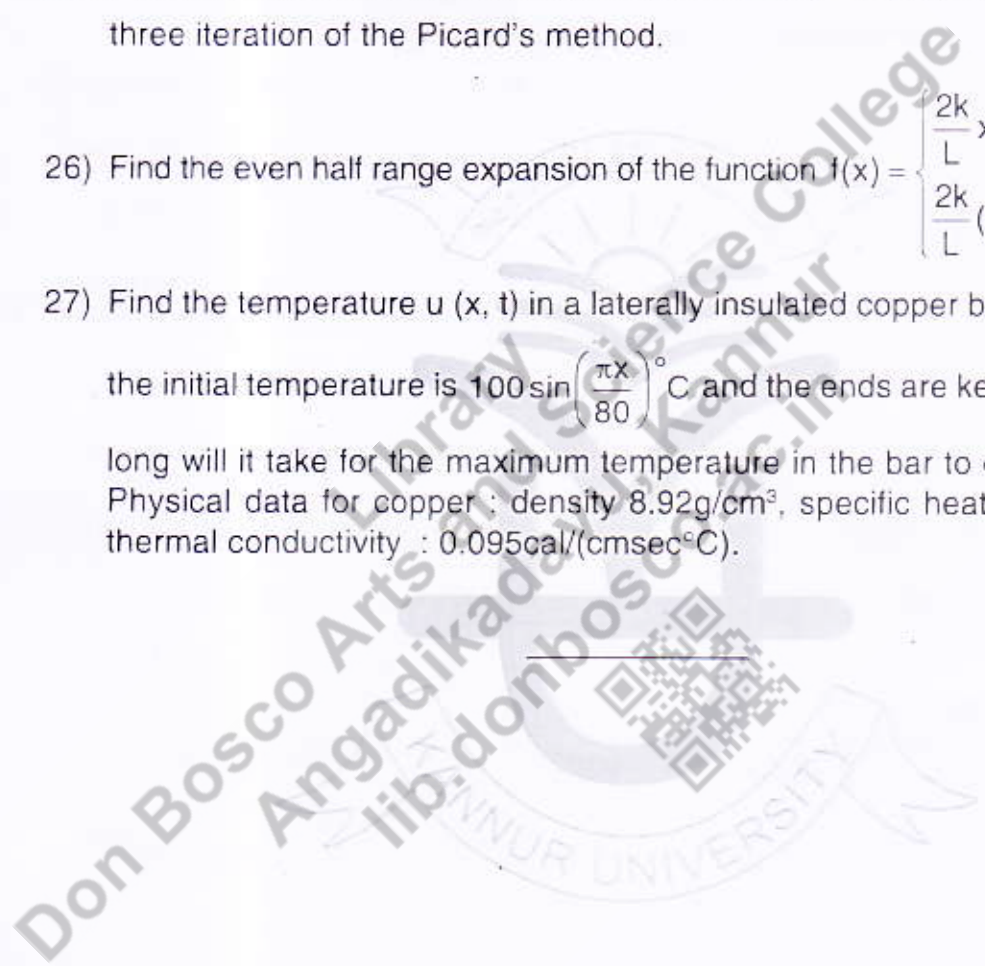 three iteration of the Picard's method.
26) Find the even half range expansion of the function f(x) = { 2k/L x
2k/L (
27) Find the temperature u (x, t) in a laterally insulated copper b
the initial temperature is 100 sin(πx/80)°C and the ends are ke
long will it take for the maximum temperature in the bar to
Physical data for copper : density 8.92g/cm³, specific heat
thermal conductivity : 0.095cal/(cmsec°C).
Don Bosco Arts and Science College
Angadikadavu, Kannur
Library
lib.donbosco.ac.in
KANNUR UNIVERSITY